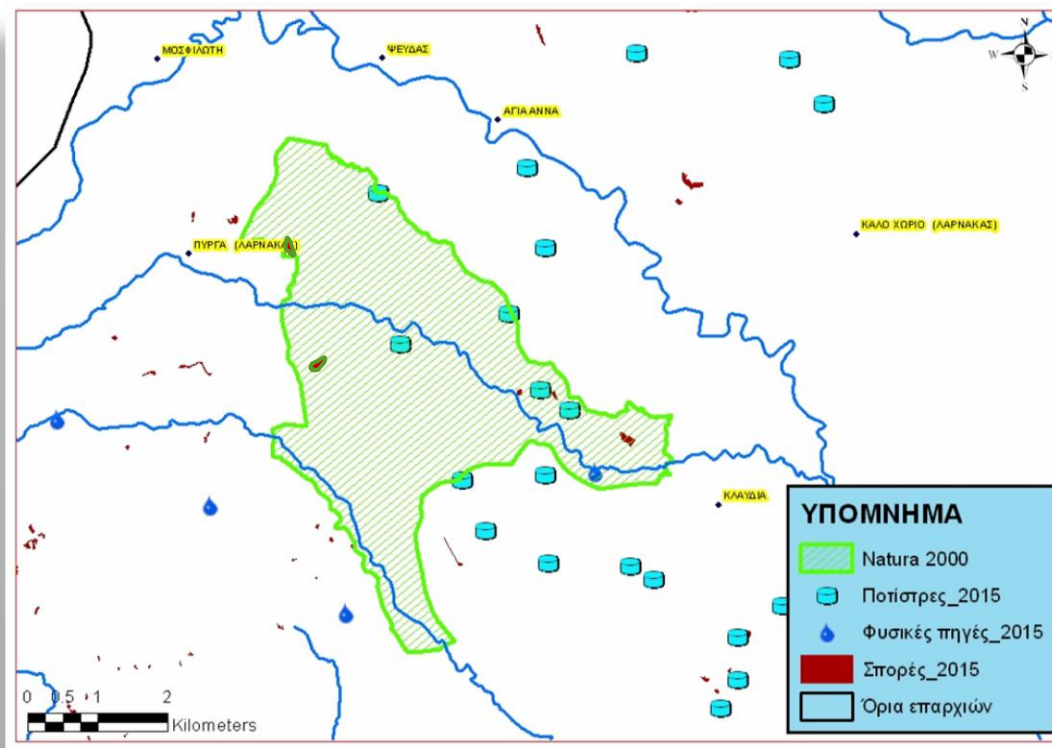 ΜΟΣΦΙΛΩΤΗ
ΨΕΥΔΑΣ
N
W
S
ΑΓΙΑ ΑΝΝΑ
ΚΑΛΟ ΧΩΡΙΟ (ΛΑΡΝΑΚΑΣ)
ΠΥΡΓΑ (ΛΑΡΝΑΚΑΣ)
ΚΛΑΥΔΙΑ
ΥΠΟΜΝΗΜΑ
Natura 2000
Ποτίστρες_2015
Φυσικές πηγές_2015
Σπορές_2015
Όρια επαρχιών
0 0.5 1 2
Kilometers